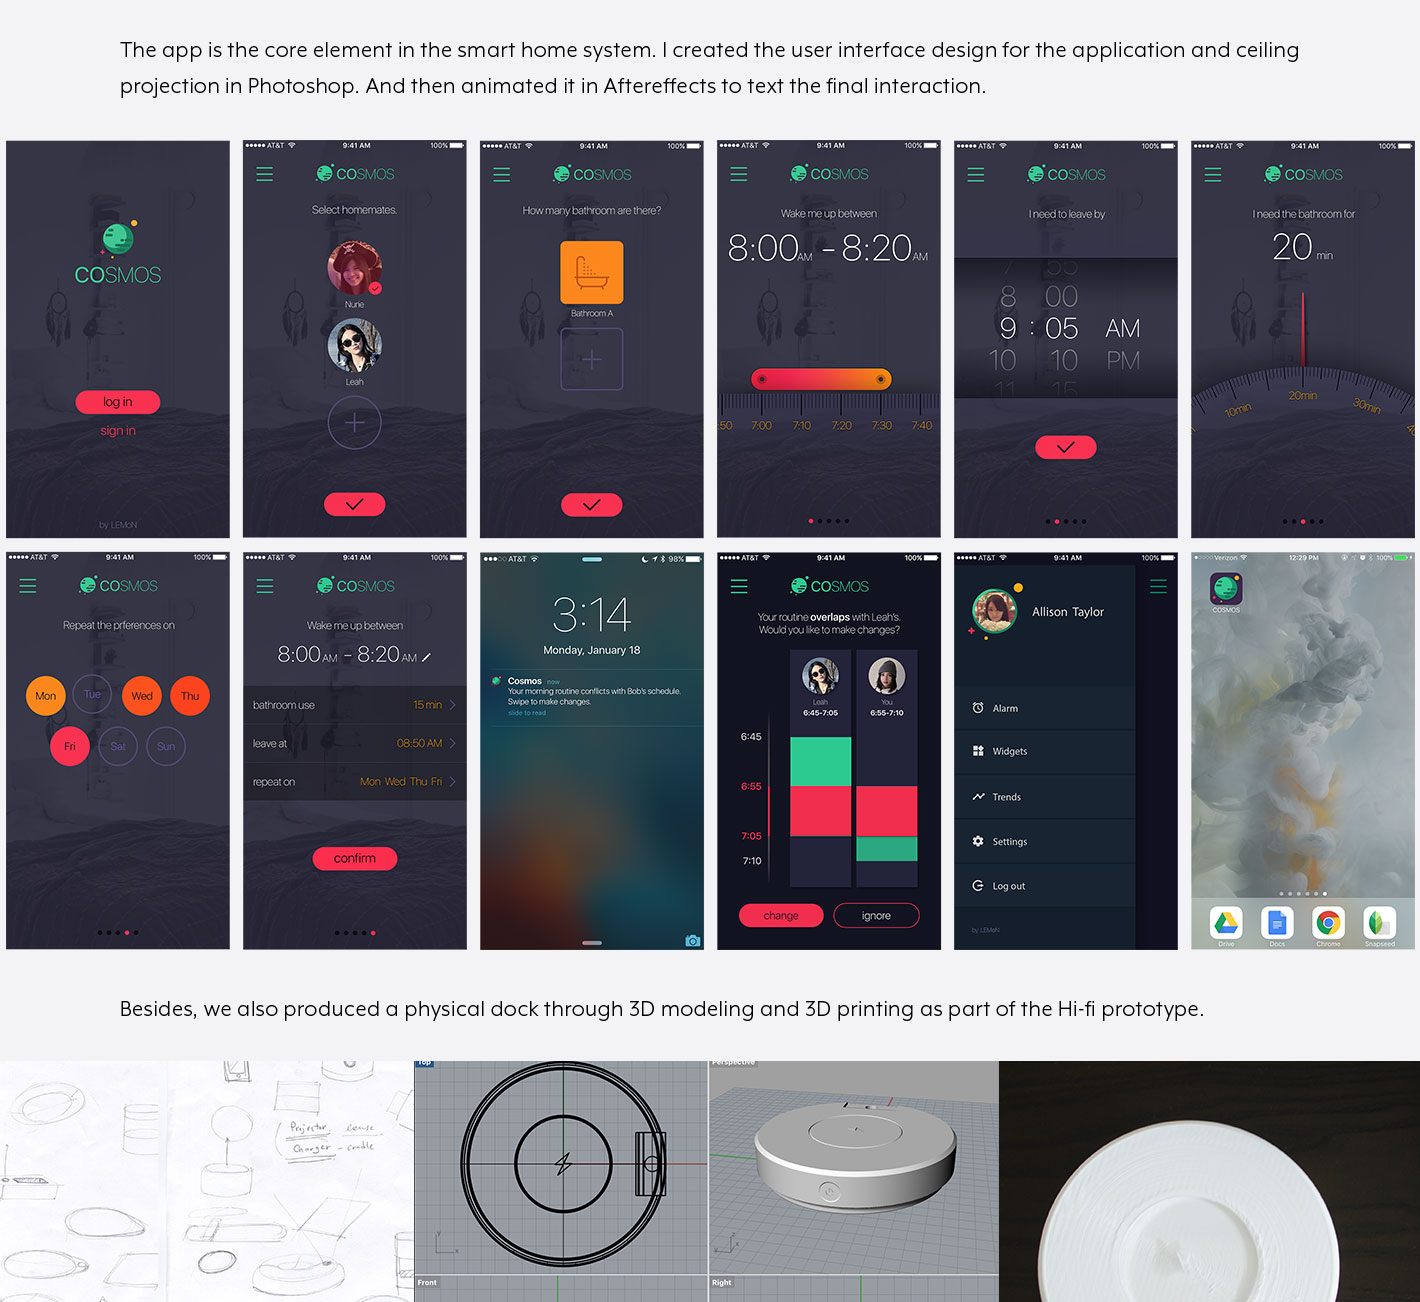 The app is the core element in the smart home system. I created the user interface design for the application and ceiling
projection in Photoshop. And then animated it in Aftereffects to text the final interaction.
COSMOS
log in
sign in
by LEMoN
AT&T 9:41 AM 100%
COSMOS
Select homemates.
Nurie
Leah
AT&T 9:41 AM 100%
COSMOS
How many bathroom are there?
Bathroom A
AT&T 9:41 AM 100%
COSMOS
Wake me up between
8:00AM – 8:20AM
:50 7:00 7:10 7:20 7:30 7:40
AT&T 9:41 AM 100%
COSMOS
I need to leave by
7 55
8 00
9 : 05 AM
10 10 PM
11 15
AT&T 9:41 AM 100%
COSMOS
I need the bathroom for
20 min
10min 20min 30min
AT&T 9:41 AM 100%
COSMOS
Repeat the prferences on
Mon Tue Wed Thu
Fri Sat Sun
AT&T 9:41 AM 100%
COSMOS
Wake me up between
8:00AM – 8:20AM
bathroom use 15 min
leave at 08:50 AM
repeat on Mon Wed Thu Fri
confirm
AT&T 98%
3:14
Monday, January 18
Cosmos now
Your morning routine conflicts with Bob's schedule.
Swipe to make changes.
slide to read
AT&T 9:41 AM 100%
COSMOS
Your routine overlaps with Leah's.
Would you like to make changes?
Leah You
6:45-7:05 6:55-7:10
6:45
6:55
7:05
7:10
change ignore
AT&T 9:41 AM 100%
Allison Taylor
Alarm
Widgets
Trends
Settings
Log out
by LEMoN
Verizon 12:29 PM 100%
COSMOS
Drive Docs Chrome Snapseed
Besides, we also produced a physical dock through 3D modeling and 3D printing as part of the Hi-fi prototype.
Top Perspective
Projector
Charger – cradle
Front Right